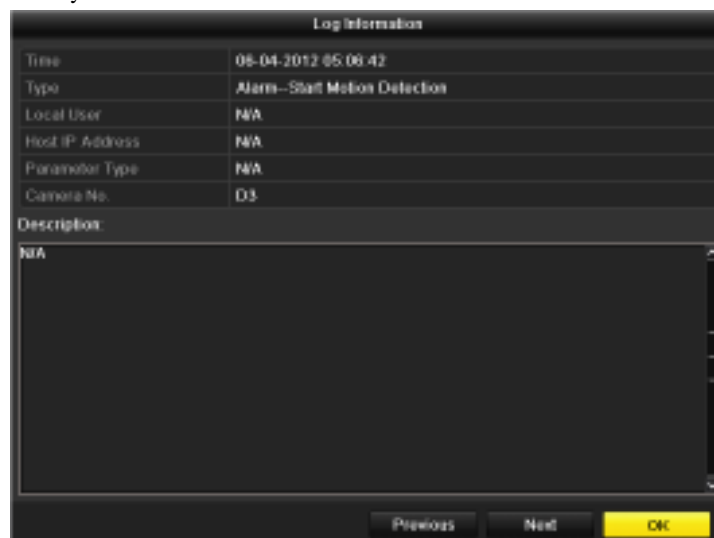 Log Information
Time 06-04-2012 05:06:42
Type Alarm--Start Motion Detection
Local User N/A
Host IP Address N/A
Parameter Type N/A
Camera No. D3
Description:
N/A
Previous Next OK